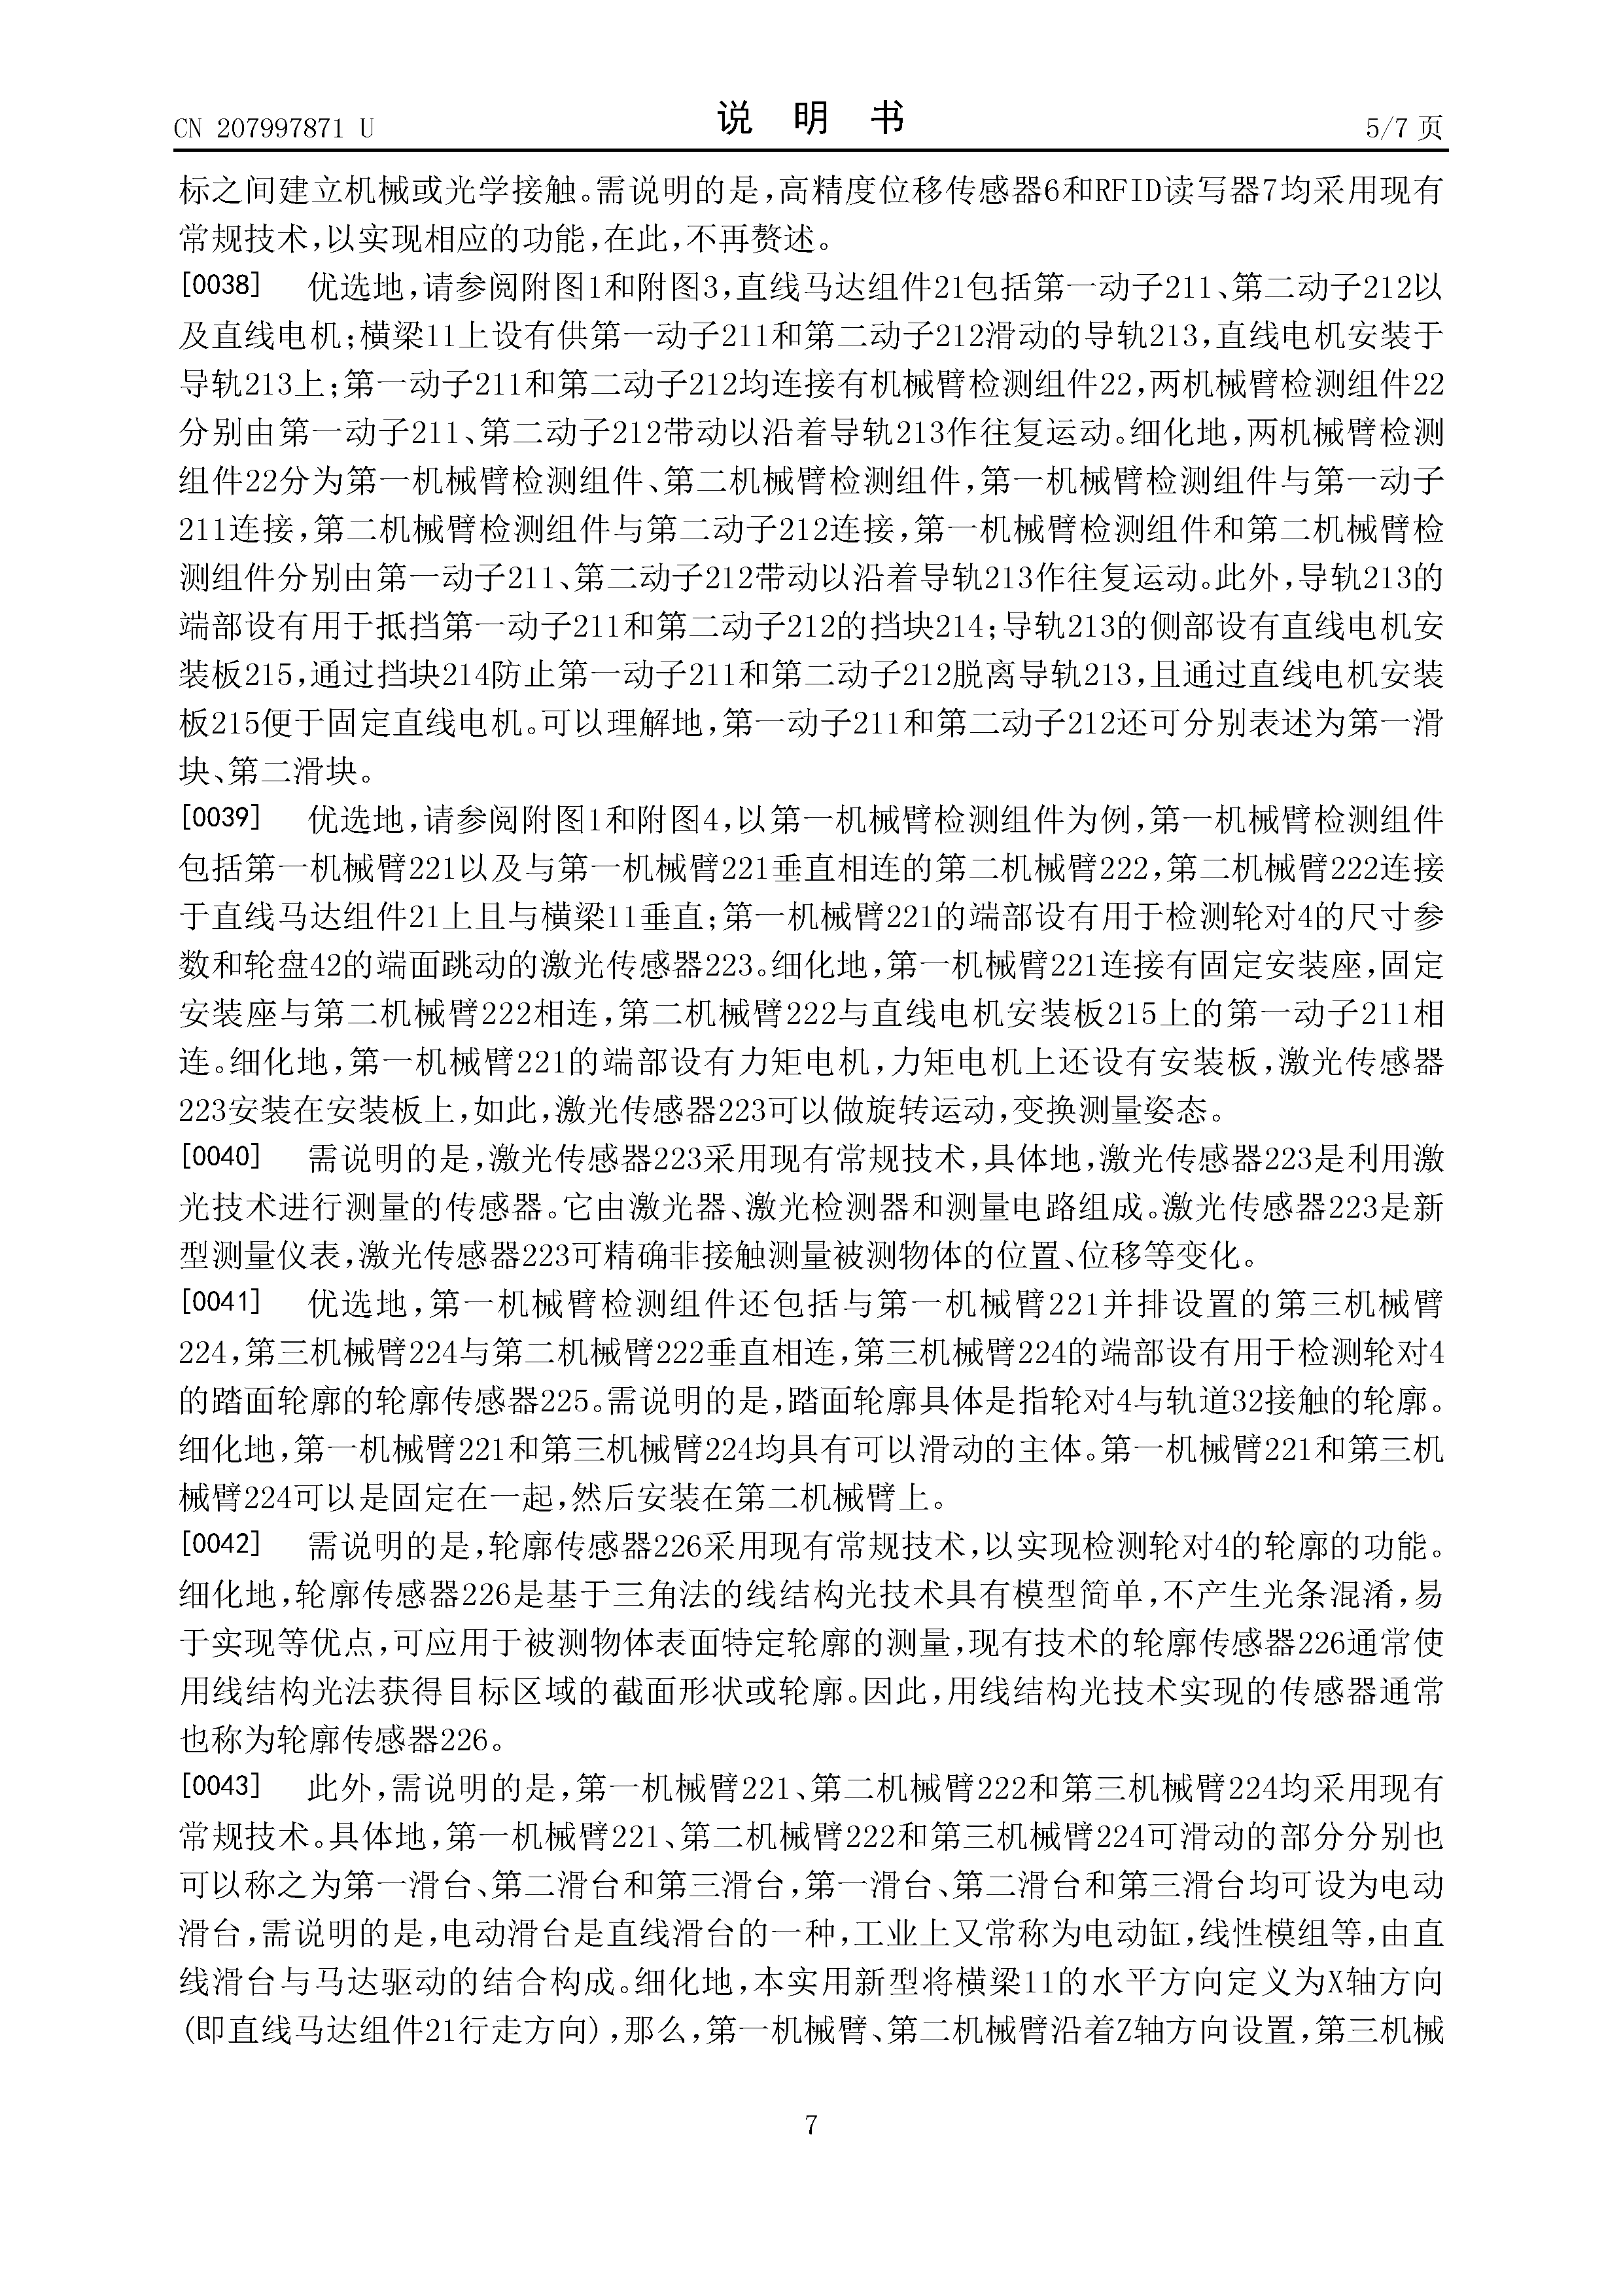 CN 207997871 U
说 明 书
5/7 页
标之间建立机械或光学接触。需说明的是,高精度位移传感器6和RFID读写器7均采用现有
常规技术,以实现相应的功能,在此,不再赘述。
[0038] 优选地,请参阅附图1和附图3,直线马达组件21包括第一动子211、第二动子212以
及直线电机;横梁11上设有供第一动子211和第二动子212滑动的导轨213,直线电机安装于
导轨213上;第一动子211和第二动子212均连接有机械臂检测组件22,两机械臂检测组件22
分别由第一动子211、第二动子212带动以沿着导轨213作往复运动。细化地,两机械臂检测
组件22分为第一机械臂检测组件、第二机械臂检测组件,第一机械臂检测组件与第一动子
211连接,第二机械臂检测组件与第二动子212连接,第一机械臂检测组件和第二机械臂检
测组件分别由第一动子211、第二动子212带动以沿着导轨213作往复运动。此外,导轨213的
端部设有用于抵挡第一动子211和第二动子212的挡块214;导轨213的侧部设有直线电机安
装板215,通过挡块214防止第一动子211和第二动子212脱离导轨213,且通过直线电机安装
板215便于固定直线电机。可以理解地,第一动子211和第二动子212还可分别表述为第一滑
块、第二滑块。
[0039] 优选地,请参阅附图1和附图4,以第一机械臂检测组件为例,第一机械臂检测组件
包括第一机械臂221以及与第一机械臂221垂直相连的第二机械臂222,第二机械臂222连接
于直线马达组件21上且与横梁11垂直;第一机械臂221的端部设有用于检测轮对4的尺寸参
数和轮盘42的端面跳动的激光传感器223。细化地,第一机械臂221连接有固定安装座,固定
安装座与第二机械臂222相连,第二机械臂222与直线电机安装板215上的第一动子211相
连。细化地,第一机械臂221的端部设有力矩电机,力矩电机上还设有安装板,激光传感器
223安装在安装板上,如此,激光传感器223可以做旋转运动,变换测量姿态。
[0040] 需说明的是,激光传感器223采用现有常规技术,具体地,激光传感器223是利用激
光技术进行测量的传感器。它由激光器、激光检测器和测量电路组成。激光传感器223是新
型测量仪表,激光传感器223可精确非接触测量被测物体的位置、位移等变化。
[0041] 优选地,第一机械臂检测组件还包括与第一机械臂221并排设置的第三机械臂
224,第三机械臂224与第二机械臂222垂直相连,第三机械臂224的端部设有用于检测轮对4
的踏面轮廓的轮廓传感器225。需说明的是,踏面轮廓具体是指轮对4与轨道32接触的轮廓。
细化地,第一机械臂221和第三机械臂224均具有可以滑动的主体。第一机械臂221和第三机
械臂224可以是固定在一起,然后安装在第二机械臂上。
[0042] 需说明的是,轮廓传感器226采用现有常规技术,以实现检测轮对4的轮廓的功能。
细化地,轮廓传感器226是基于三角法的线结构光技术具有模型简单,不产生光条混淆,易
于实现等优点,可应用于被测物体表面特定轮廓的测量,现有技术的轮廓传感器226通常使
用线结构光法获得目标区域的截面形状或轮廓。因此,用线结构光技术实现的传感器通常
也称为轮廓传感器226。
[0043] 此外,需说明的是,第一机械臂221、第二机械臂222和第三机械臂224均采用现有
常规技术。具体地,第一机械臂221、第二机械臂222和第三机械臂224可滑动的部分分别也
可以称之为第一滑台、第二滑台和第三滑台,第一滑台、第二滑台和第三滑台均可设为电动
滑台,需说明的是,电动滑台是直线滑台的一种,工业上又常称为电动缸,线性模组等,由直
线滑台与马达驱动的结合构成。细化地,本实用新型将横梁11的水平方向定义为X轴方向
(即直线马达组件21行走方向),那么,第一机械臂、第二机械臂沿着Z轴方向设置,第三机械
7